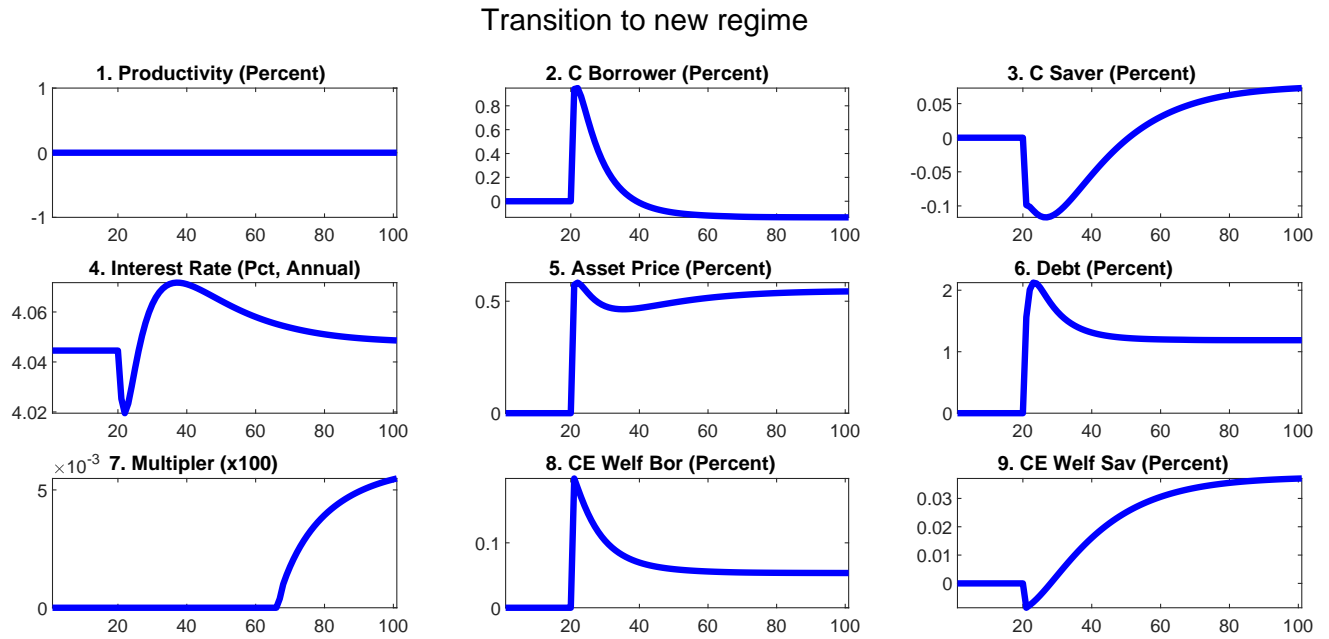 Transition to new regime
1. Productivity (Percent)
1
0
-1
20 40 60 80 100
2. C Borrower (Percent)
0.8
0.6
0.4
0.2
0
20 40 60 80 100
3. C Saver (Percent)
0.05
0
-0.05
-0.1
20 40 60 80 100
4. Interest Rate (Pct, Annual)
4.06
4.04
4.02
20 40 60 80 100
5. Asset Price (Percent)
0.5
0
20 40 60 80 100
6. Debt (Percent)
2
1
0
20 40 60 80 100
×10⁻³ 7. Multipler (x100)
5
0
20 40 60 80 100
8. CE Welf Bor (Percent)
0.1
0
20 40 60 80 100
9. CE Welf Sav (Percent)
0.03
0.02
0.01
0
20 40 60 80 100